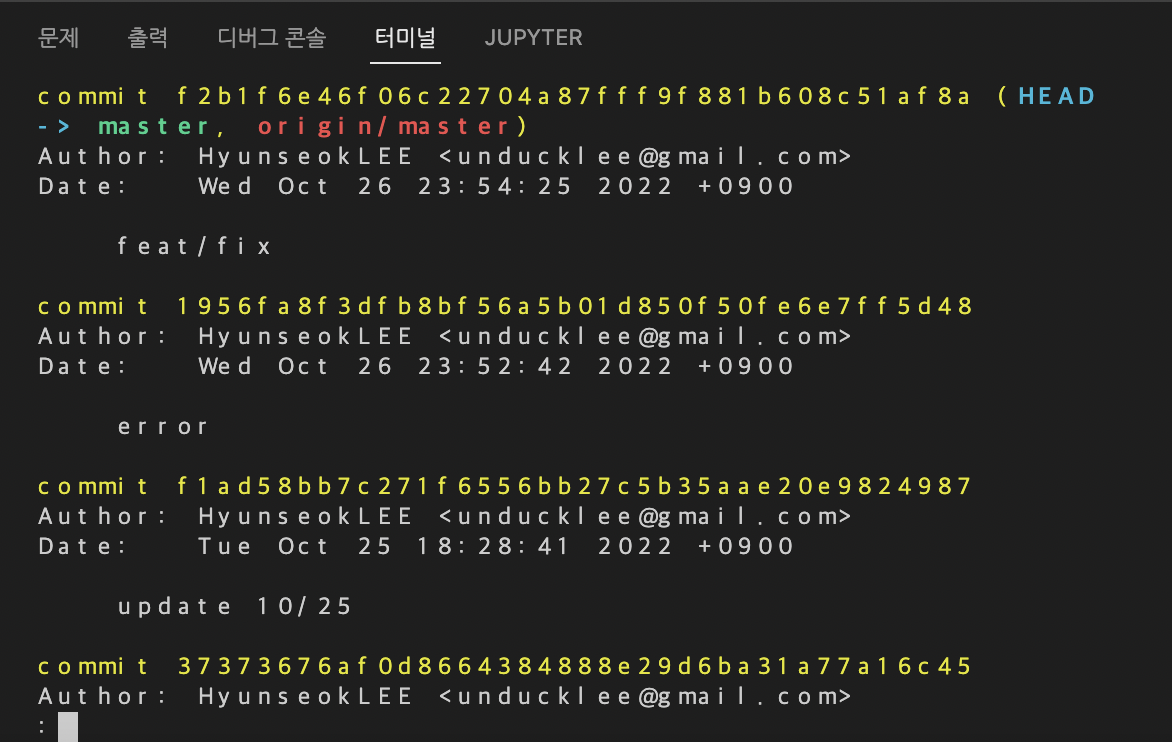 문제 출력 디버그 콘솔 터미널 JUPYTER
commit f2b1f6e46f06c22704a87fff9f881b608c51af8a (HEAD
-> master, origin/master)
Author: HyunseokLEE <unducklee@gmail.com>
Date: Wed Oct 26 23:54:25 2022 +0900
feat/fix
commit 1956fa8f3dfb8bf56a5b01d850f50fe6e7ff5d48
Author: HyunseokLEE <unducklee@gmail.com>
Date: Wed Oct 26 23:52:42 2022 +0900
error
commit f1ad58bb7c271f6556bb27c5b35aae20e9824987
Author: HyunseokLEE <unducklee@gmail.com>
Date: Tue Oct 25 18:28:41 2022 +0900
update 10/25
commit 37373676af0d8664384888e29d6ba31a77a16c45
Author: HyunseokLEE <unducklee@gmail.com>
: